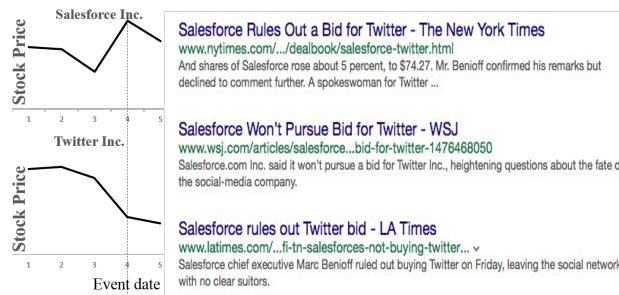 Salesforce Inc.
Stock Price
1 2 3 4 5
Twitter Inc.
Stock Price
1 2 3 4 5
Event date
Salesforce Rules Out a Bid for Twitter - The New York Times
www.nytimes.com/.../dealbook/salesforce-twitter.html
And shares of Salesforce rose about 5 percent, to $74.27. Mr. Benioff confirmed his remarks but
declined to comment further. A spokeswoman for Twitter ...
Salesforce Won't Pursue Bid for Twitter - WSJ
www.wsj.com/articles/salesforce...bid-for-twitter-1476468050
Salesforce.com Inc. said it won't pursue a bid for Twitter Inc., heightening questions about the fate o
the social-media company.
Salesforce rules out Twitter bid - LA Times
www.latimes.com/...fi-tn-salesforces-not-buying-twitter...
Salesforce chief executive Marc Benioff ruled out buying Twitter on Friday, leaving the social network
with no clear suitors.